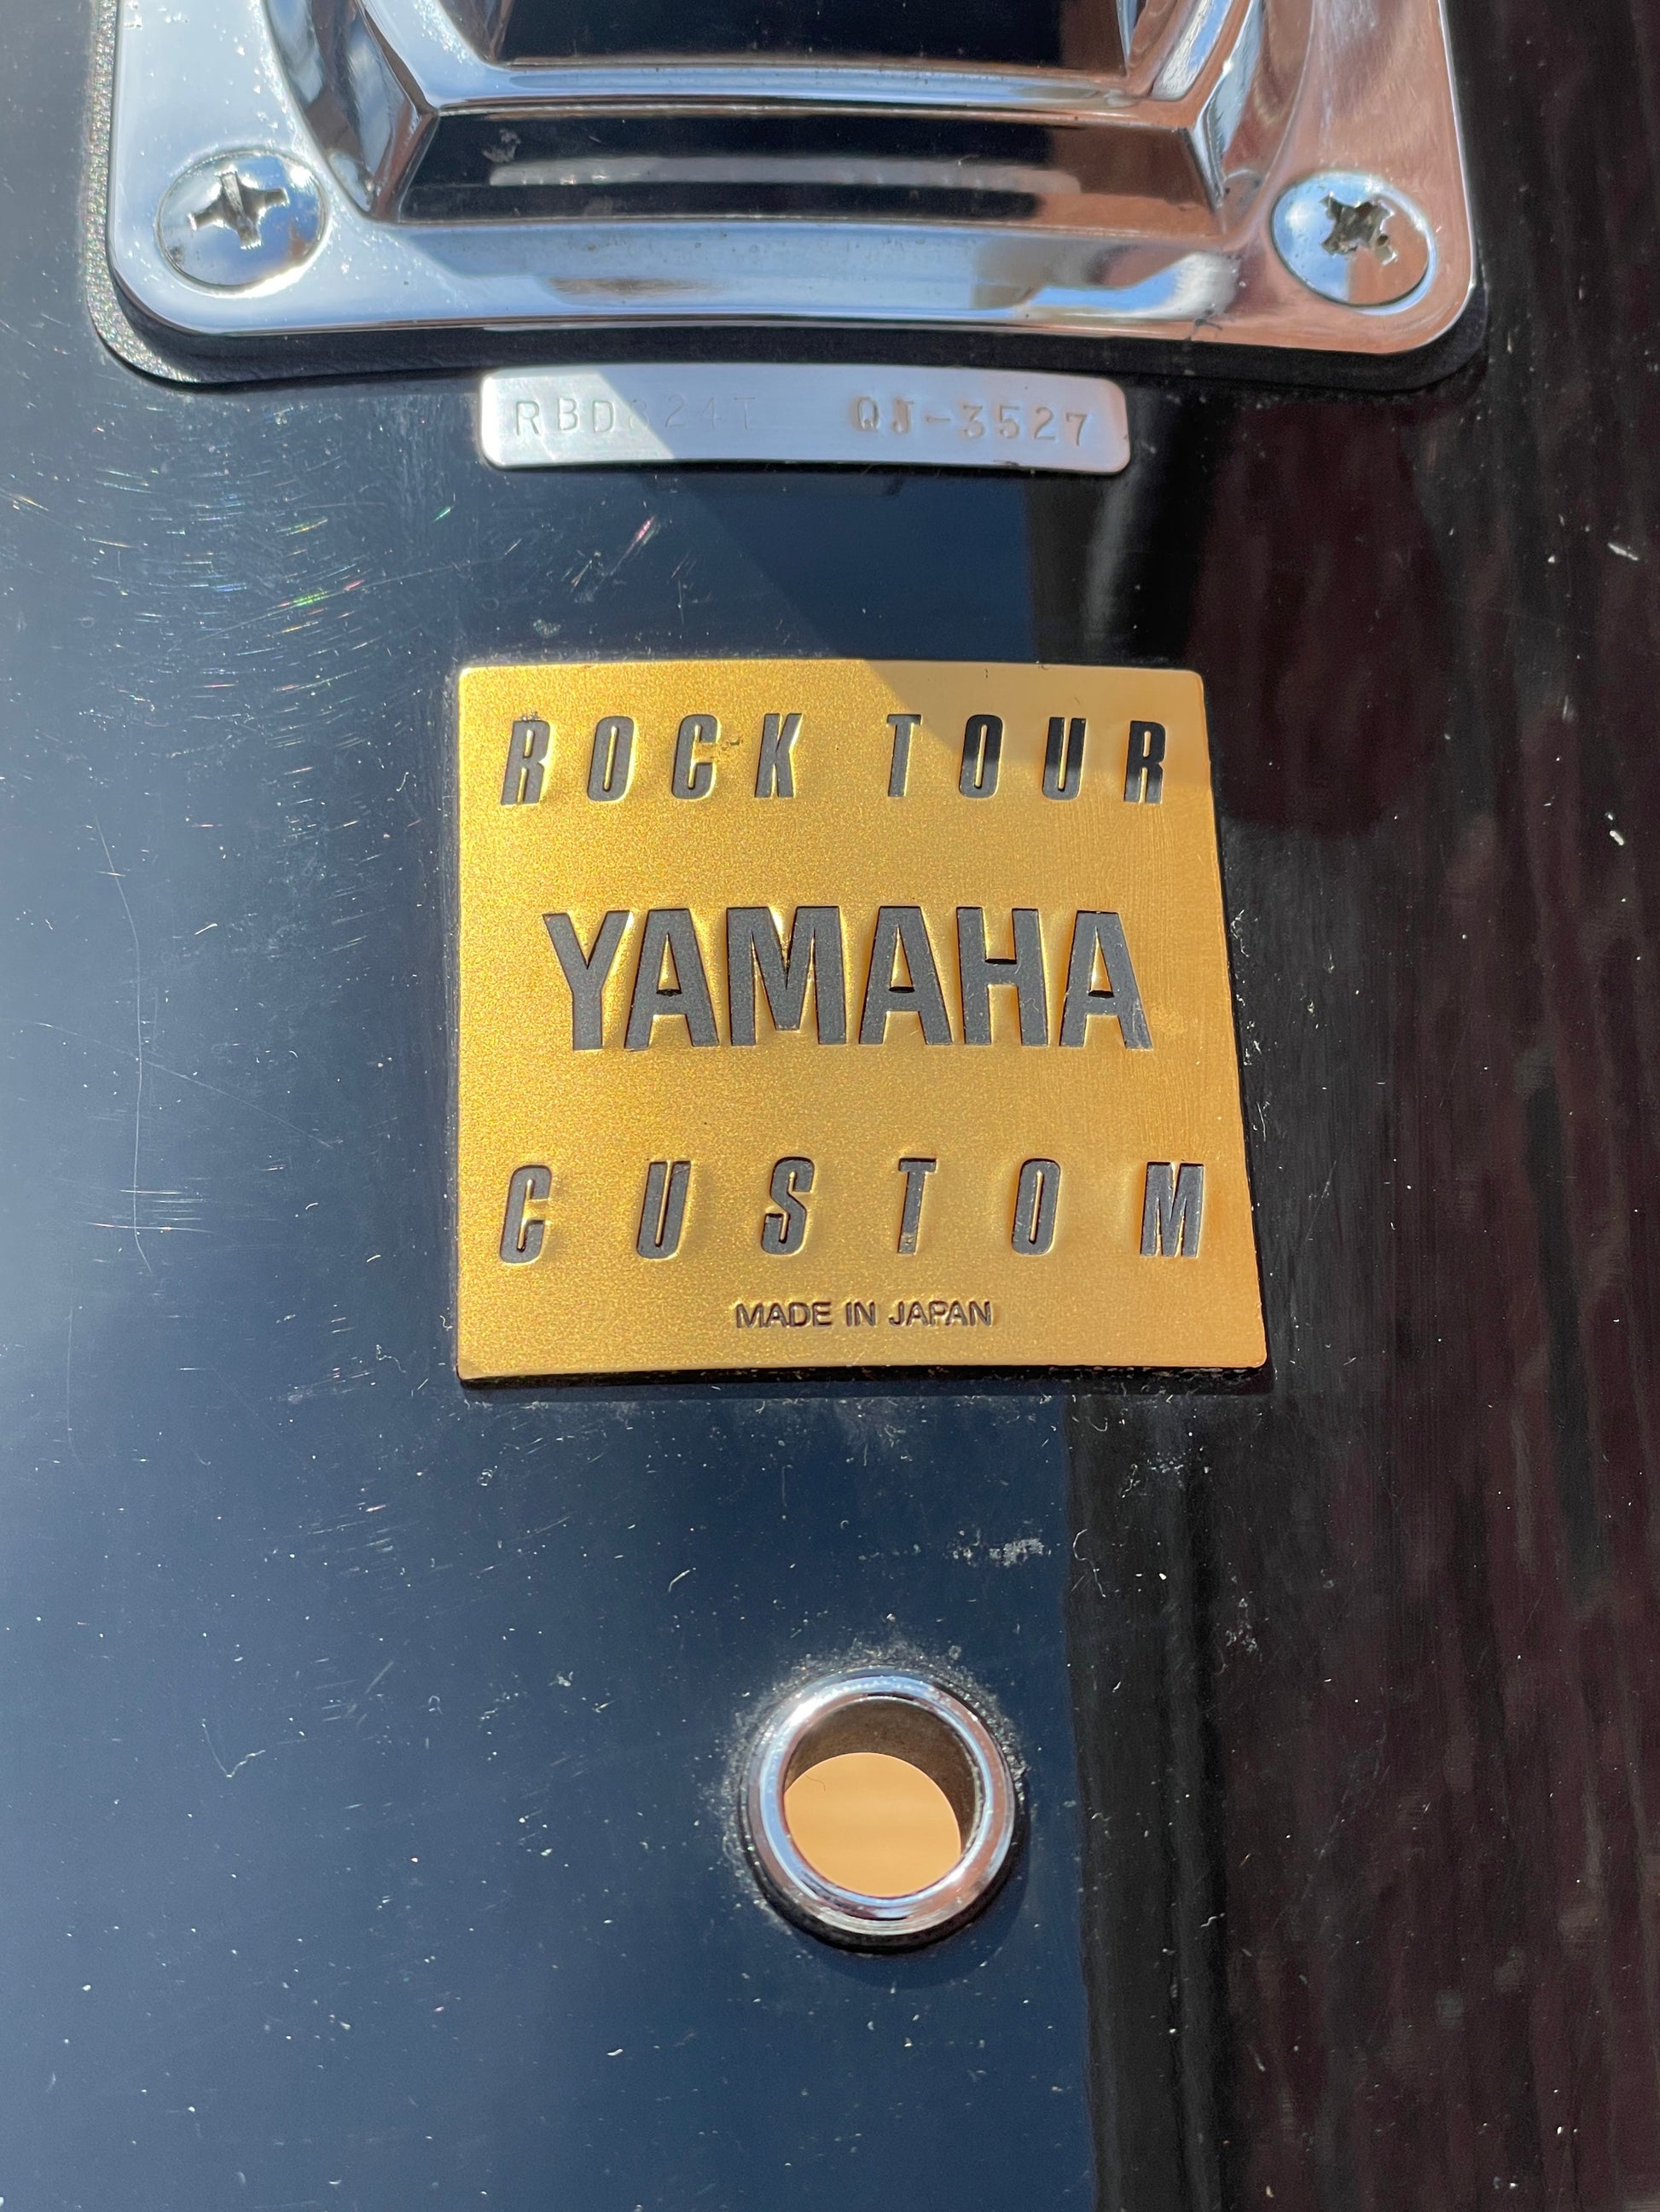 RBD824T QJ-3527
ROCK TOUR
YAMAHA
CUSTOM
MADE IN JAPAN